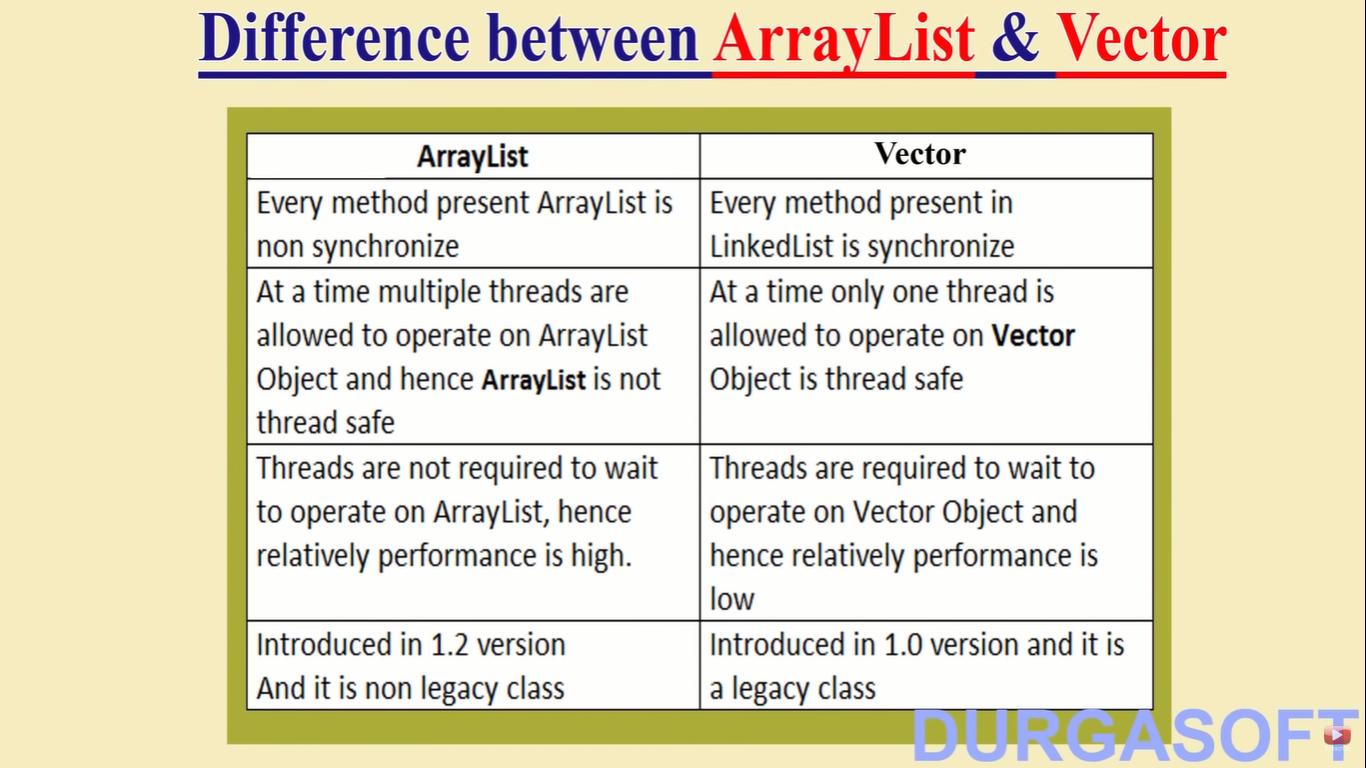 Difference between ArrayList & Vector
ArrayList
Vector
Every method present ArrayList is
non synchronize
Every method present in
LinkedList is synchronize
At a time multiple threads are
allowed to operate on ArrayList
Object and hence ArrayList is not
thread safe
At a time only one thread is
allowed to operate on Vector
Object is thread safe
Threads are not required to wait
to operate on ArrayList, hence
relatively performance is high.
Threads are required to wait to
operate on Vector Object and
hence relatively performance is
low
Introduced in 1.2 version
And it is non legacy class
Introduced in 1.0 version and it is
a legacy class
DURGASOFT